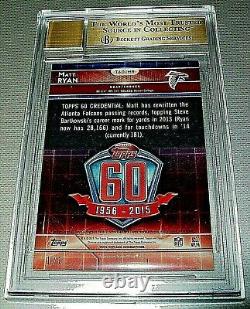 THE WORLD'S MOST TRUSTED
SOURCE IN COLLECTING
BECKETT GRADING SERVICES
MATT
RYAN
QUARTERBACK
TOPPS 60 CREDENTIAL: Matt has rewritten the
Atlanta Falcons passing records, topping Steve
Bartkowski's career mark for yards in 2013 (Ryan
now has 28,166) and for touchdowns in '14
(currently 181).
TOPPS
60
1956 - 2015
TOPPS